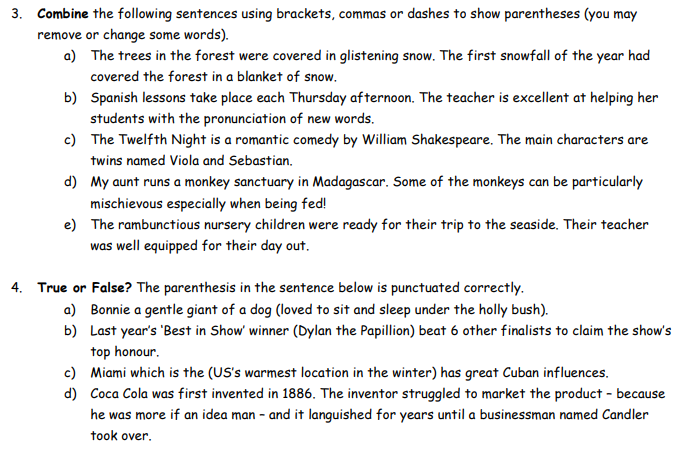 3. Combine the following sentences using brackets, commas or dashes to show parentheses (you may
remove or change some words).
a) The trees in the forest were covered in glistening snow. The first snowfall of the year had
covered the forest in a blanket of snow.
b) Spanish lessons take place each Thursday afternoon. The teacher is excellent at helping her
students with the pronunciation of new words.
c) The Twelfth Night is a romantic comedy by William Shakespeare. The main characters are
twins named Viola and Sebastian.
d) My aunt runs a monkey sanctuary in Madagascar. Some of the monkeys can be particularly
mischievous especially when being fed!
e) The rambunctious nursery children were ready for their trip to the seaside. Their teacher
was well equipped for their day out.
4. True or False? The parenthesis in the sentence below is punctuated correctly.
a) Bonnie a gentle giant of a dog (loved to sit and sleep under the holly bush).
b) Last year's 'Best in Show' winner (Dylan the Papillion) beat 6 other finalists to claim the show's
top honour.
c) Miami which is the (US's warmest location in the winter) has great Cuban influences.
d) Coca Cola was first invented in 1886. The inventor struggled to market the product – because
he was more if an idea man – and it languished for years until a businessman named Candler
took over.